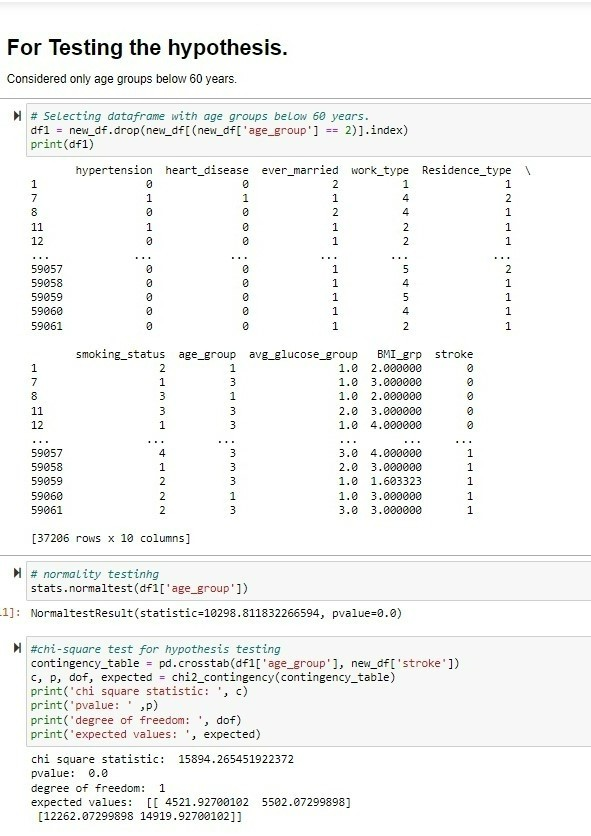 For Testing the hypothesis.
Considered only age groups below 60 years.
# Selecting dataframe with age groups below 60 years.
df1 = new_df.drop(new_df[(new_df['age_group'] == 2)].index)
print(df1)
hypertension heart_disease ever_married work_type Residence_type \
1 0 0 2 1 1
7 1 1 1 4 2
8 0 0 2 4 1
11 1 0 1 2 1
12 0 0 1 2 1
... ... ... ... ... ...
59057 0 0 1 5 2
59058 0 0 1 4 1
59059 0 0 1 5 1
59060 0 0 1 4 1
59061 0 0 1 2 1
smoking_status age_group avg_glucose_group BMI_grp stroke
1 2 1 1.0 2.000000 0
7 1 3 1.0 3.000000 0
8 3 1 1.0 2.000000 0
11 3 3 2.0 3.000000 0
12 1 3 1.0 4.000000 0
... ... ... ... ... ...
59057 4 3 3.0 4.000000 1
59058 1 3 2.0 3.000000 1
59059 2 3 1.0 1.603323 1
59060 2 1 1.0 3.000000 1
59061 2 3 3.0 3.000000 1
[37206 rows x 10 columns]
# normality testinhg
stats.normaltest(df1['age_group'])
1]: NormaltestResult(statistic=10298.811832266594, pvalue=0.0)
#chi-square test for hypothesis testing
contingency_table = pd.crosstab(df1['age_group'], new_df['stroke'])
c, p, dof, expected = chi2_contingency(contingency_table)
print('chi square statistic: ', c)
print('pvalue: ' ,p)
print('degree of freedom: ', dof)
print('expected values: ', expected)
chi square statistic:  15894.265451922372
pvalue:  0.0
degree of freedom:  1
expected values:  [[ 4521.92700102  5502.07299898]
[12262.07299898 14919.92700102]]